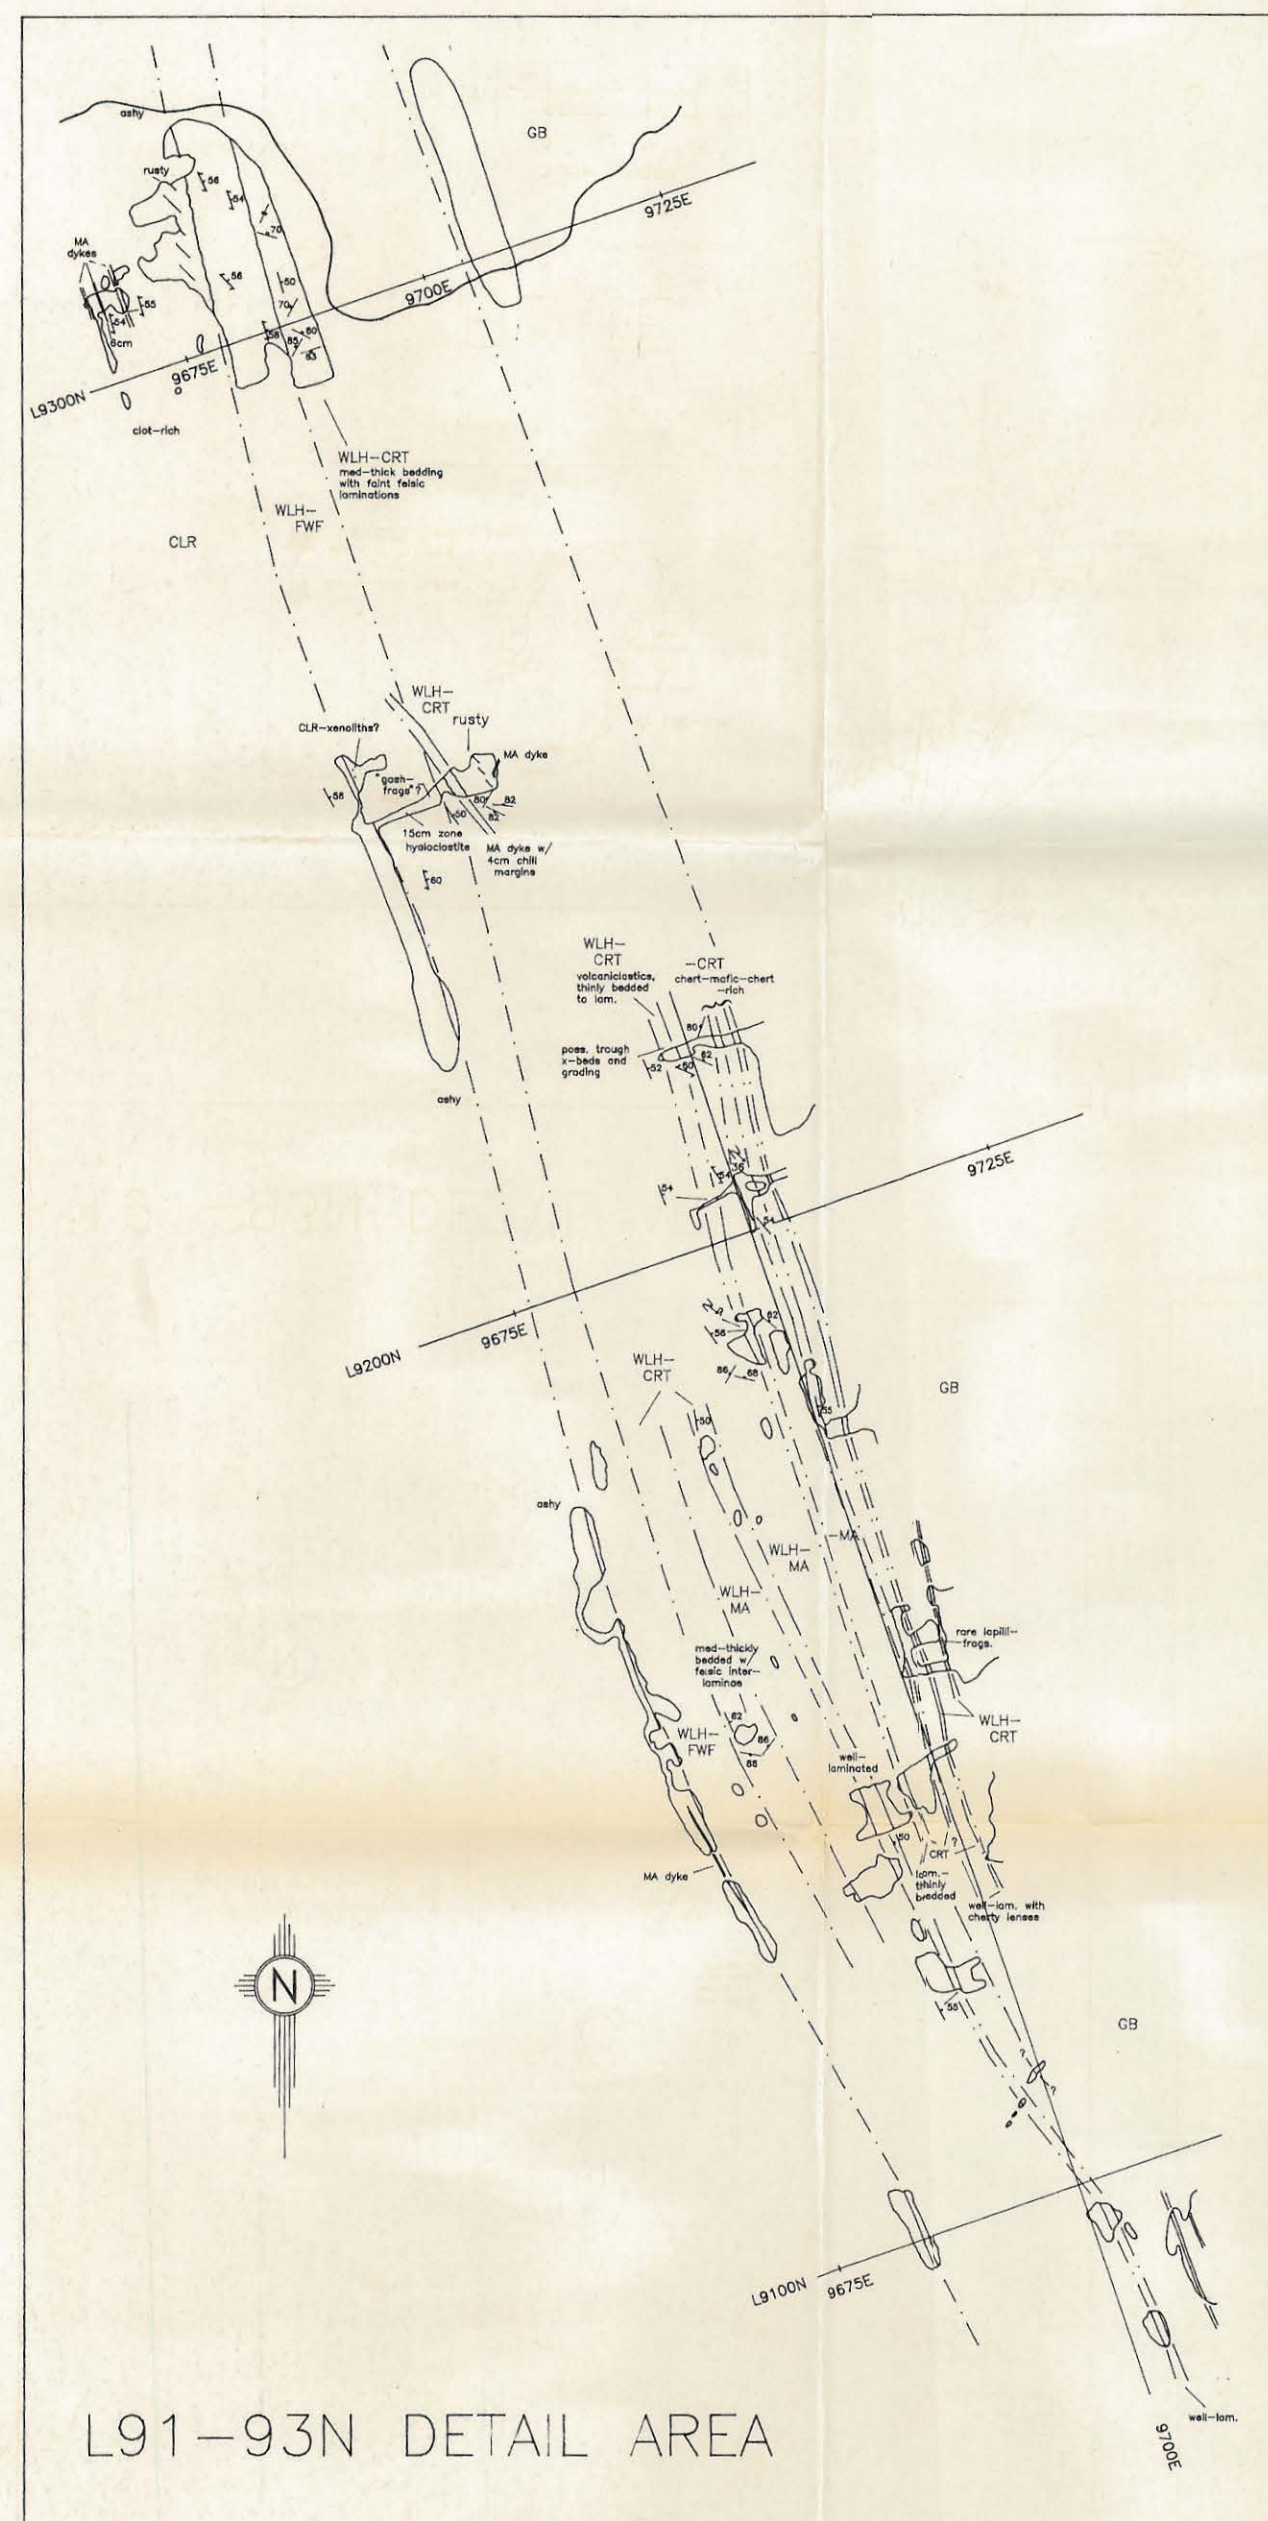 ashy
GB
rusty
56
54
70
9725E
MA
dykes
56
50
9700E
70
55
54
6cm
58
60
85
83
9675E
L9300N
clot-rich
WLH-CRT
med-thick bedding
with faint felsic
laminations
WLH-
FWF
CLR
WLH-
CRT
rusty
CLR-xenoliths?
MA dyke
"gash-
frags"?
58
80
82
50
82
15cm zone
hyaloclastite
MA dyke w/
4cm chill
margins
60
WLH-
CRT
volcaniclastics,
thinly bedded
to lam.
-CRT
chert-mafic-chert
-rich
80
poss. trough
x-beds and
grading
52
60
62
ashy
9725E
36
54
54
54
9675E
L9200N
62
56
86
68
WLH-
CRT
GB
50
55
ashy
-MA
WLH-
MA
WLH-
MA
rare lapilli-
frags.
med-thickly
bedded w/
felsic inter-
laminae
62
86
88
WLH-
FWF
WLH-
CRT
well-
laminated
50
CRT
?
MA dyke
lam.-
thinly
bedded
well-lam. with
cherty lenses
N
55
GB
?
?
L9100N
9675E
well-lam.
9700E
L91-93N DETAIL AREA